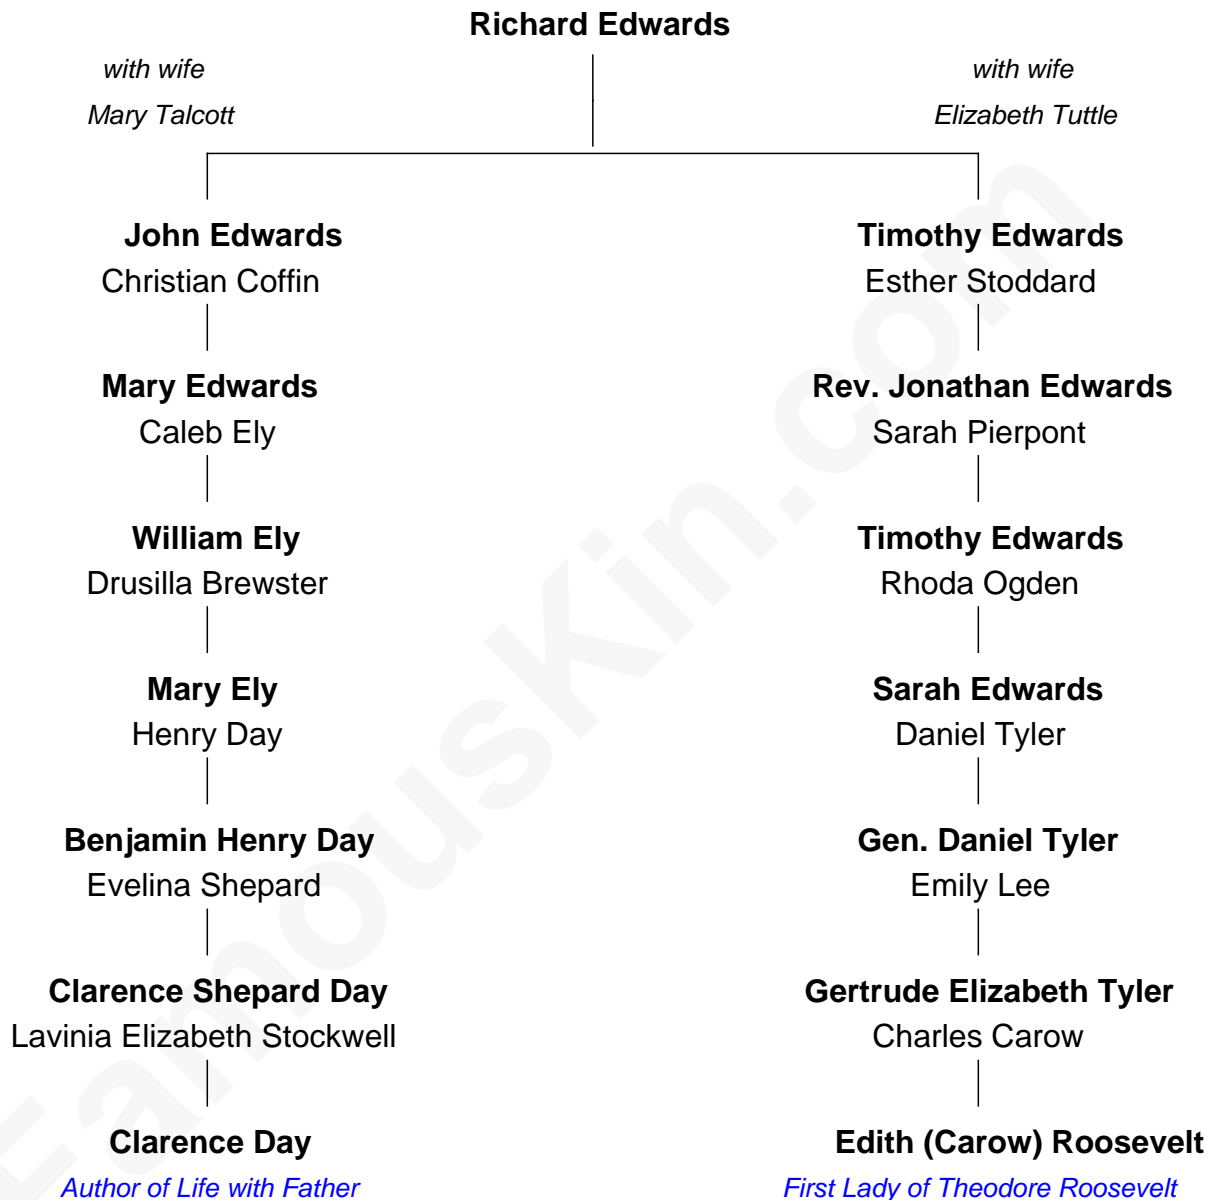 Richard Edwards
with wife
Mary Talcott
with wife
Elizabeth Tuttle
John Edwards
Christian Coffin
Timothy Edwards
Esther Stoddard
Mary Edwards
Caleb Ely
Rev. Jonathan Edwards
Sarah Pierpont
William Ely
Drusilla Brewster
Timothy Edwards
Rhoda Ogden
Mary Ely
Henry Day
Sarah Edwards
Daniel Tyler
Benjamin Henry Day
Evelina Shepard
Gen. Daniel Tyler
Emily Lee
Clarence Shepard Day
Lavinia Elizabeth Stockwell
Gertrude Elizabeth Tyler
Charles Carow
Clarence Day
Author of Life with Father
Edith (Carow) Roosevelt
First Lady of Theodore Roosevelt
FamousKin.com